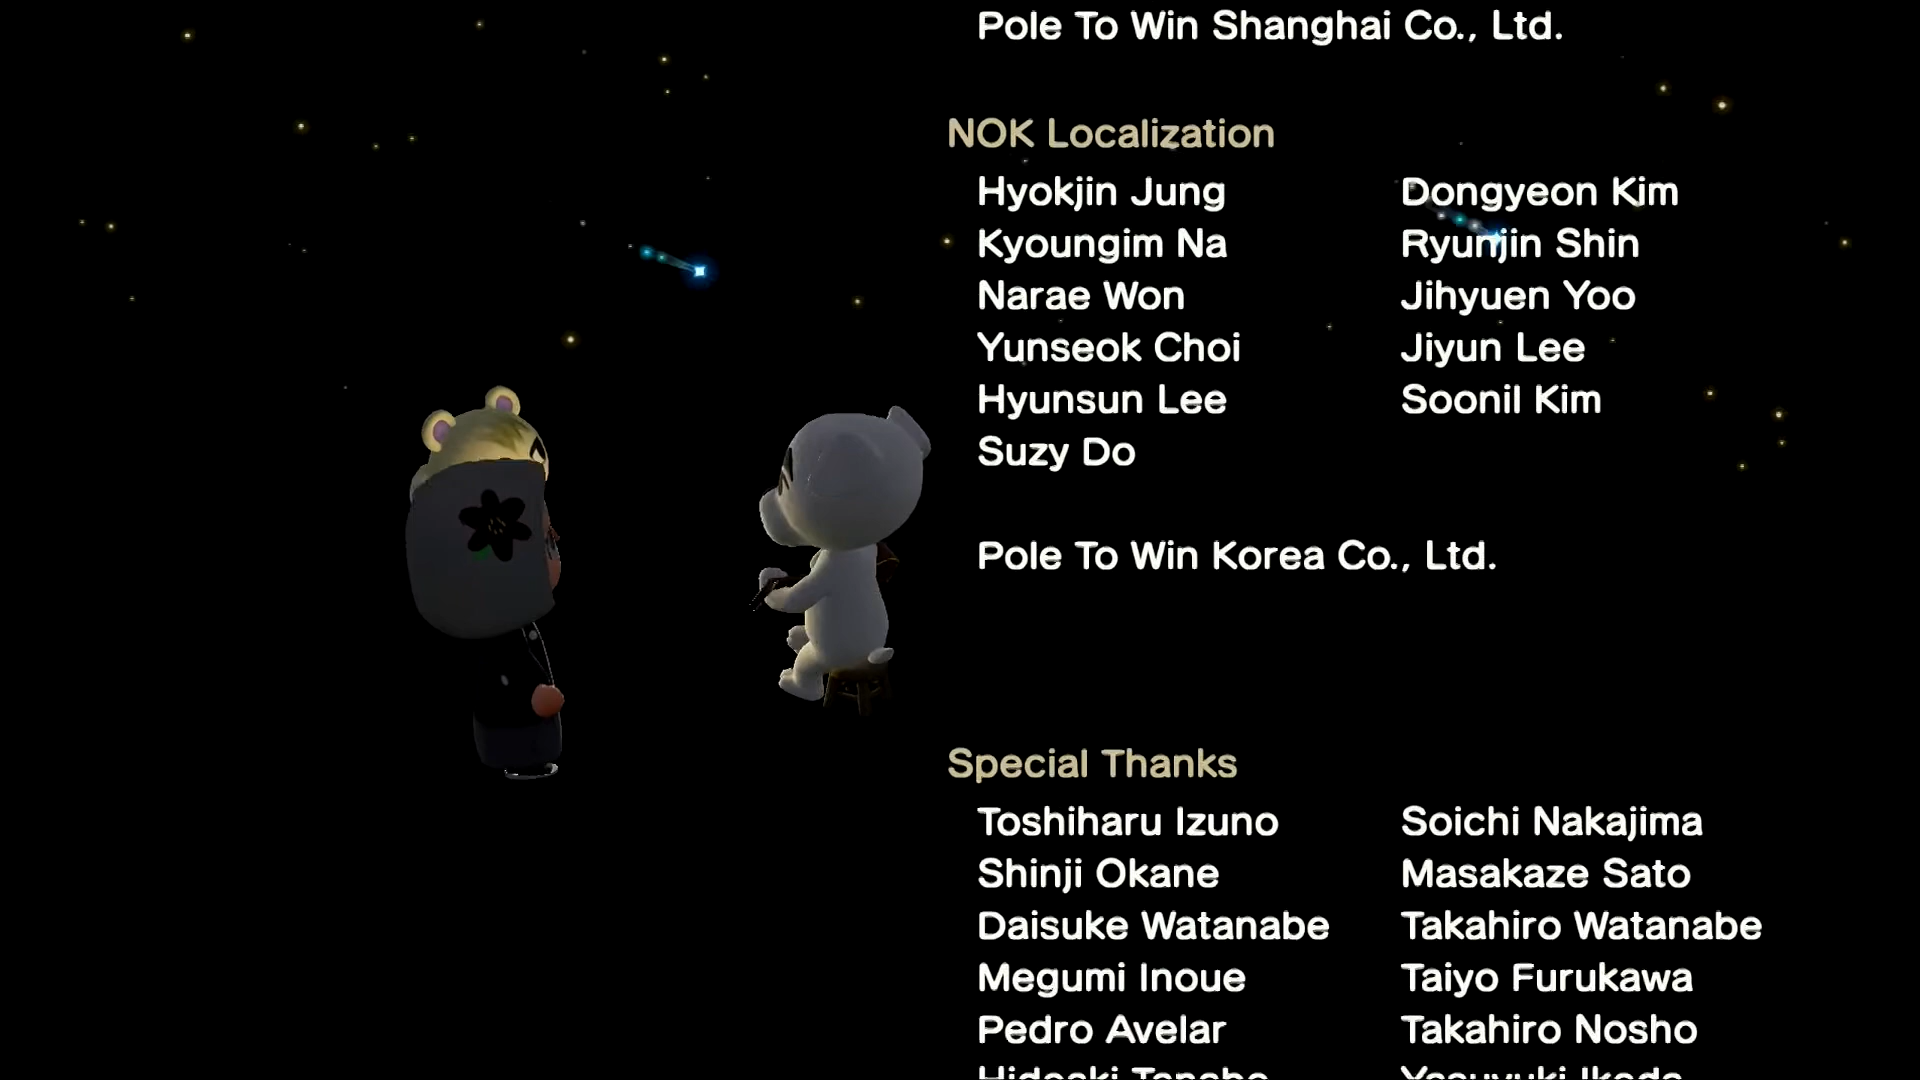 Pole To Win Shanghai Co., Ltd.
NOK Localization
Hyokjin Jung Dongyeon Kim
Kyoungim Na Ryunjin Shin
Narae Won Jihyuen Yoo
Yunseok Choi Jiyun Lee
Hyunsun Lee Soonil Kim
Suzy Do
Pole To Win Korea Co., Ltd.
Special Thanks
Toshiharu Izuno Soichi Nakajima
Shinji Okane Masakaze Sato
Daisuke Watanabe Takahiro Watanabe
Megumi Inoue Taiyo Furukawa
Pedro Avelar Takahiro Nosho